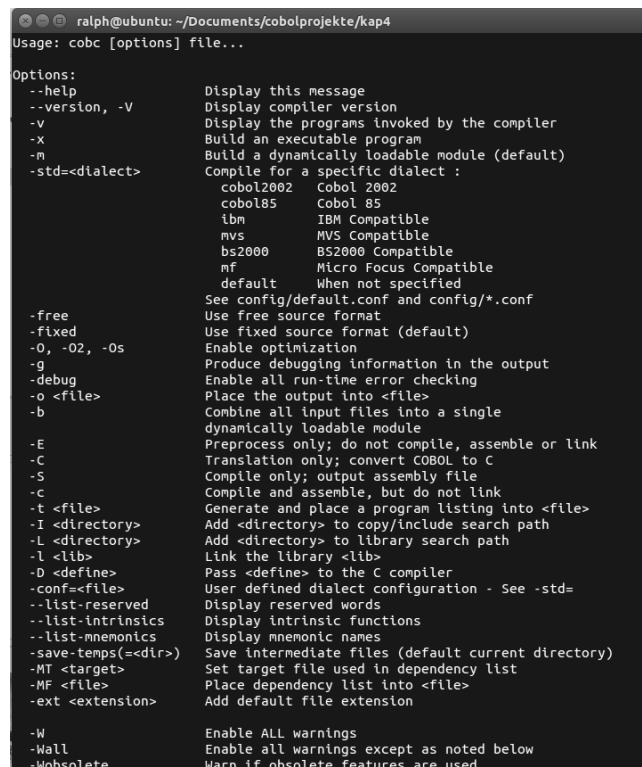 ralph@ubuntu: ~/Documents/cobolprojekte/kap4
Usage: cobc [options] file...
Options:
--help Display this message
--version, -V Display compiler version
-v Display the programs invoked by the compiler
-x Build an executable program
-m Build a dynamically loadable module (default)
-std=<dialect> Compile for a specific dialect :
cobol2002 Cobol 2002
cobol85 Cobol 85
ibm IBM Compatible
mvs MVS Compatible
bs2000 BS2000 Compatible
mf Micro Focus Compatible
default When not specified
See config/default.conf and config/*.conf
-free Use free source format
-fixed Use fixed source format (default)
-O, -O2, -Os Enable optimization
-g Produce debugging information in the output
-debug Enable all run-time error checking
-o <file> Place the output into <file>
-b Combine all input files into a single
dynamically loadable module
-E Preprocess only; do not compile, assemble or link
-C Translation only; convert COBOL to C
-S Compile only; output assembly file
-c Compile and assemble, but do not link
-t <file> Generate and place a program listing into <file>
-I <directory> Add <directory> to copy/include search path
-L <directory> Add <directory> to library search path
-l <lib> Link the library <lib>
-D <define> Pass <define> to the C compiler
-conf=<file> User defined dialect configuration - See -std=
--list-reserved Display reserved words
--list-intrinsics Display intrinsic functions
--list-mnemonics Display mnemonic names
-save-temps(=<dir>) Save intermediate files (default current directory)
-MT <target> Set target file used in dependency list
-MF <file> Place dependency list into <file>
-ext <extension> Add default file extension
-W Enable ALL warnings
-Wall Enable all warnings except as noted below
-Wobsolete Warn if obsolete features are used